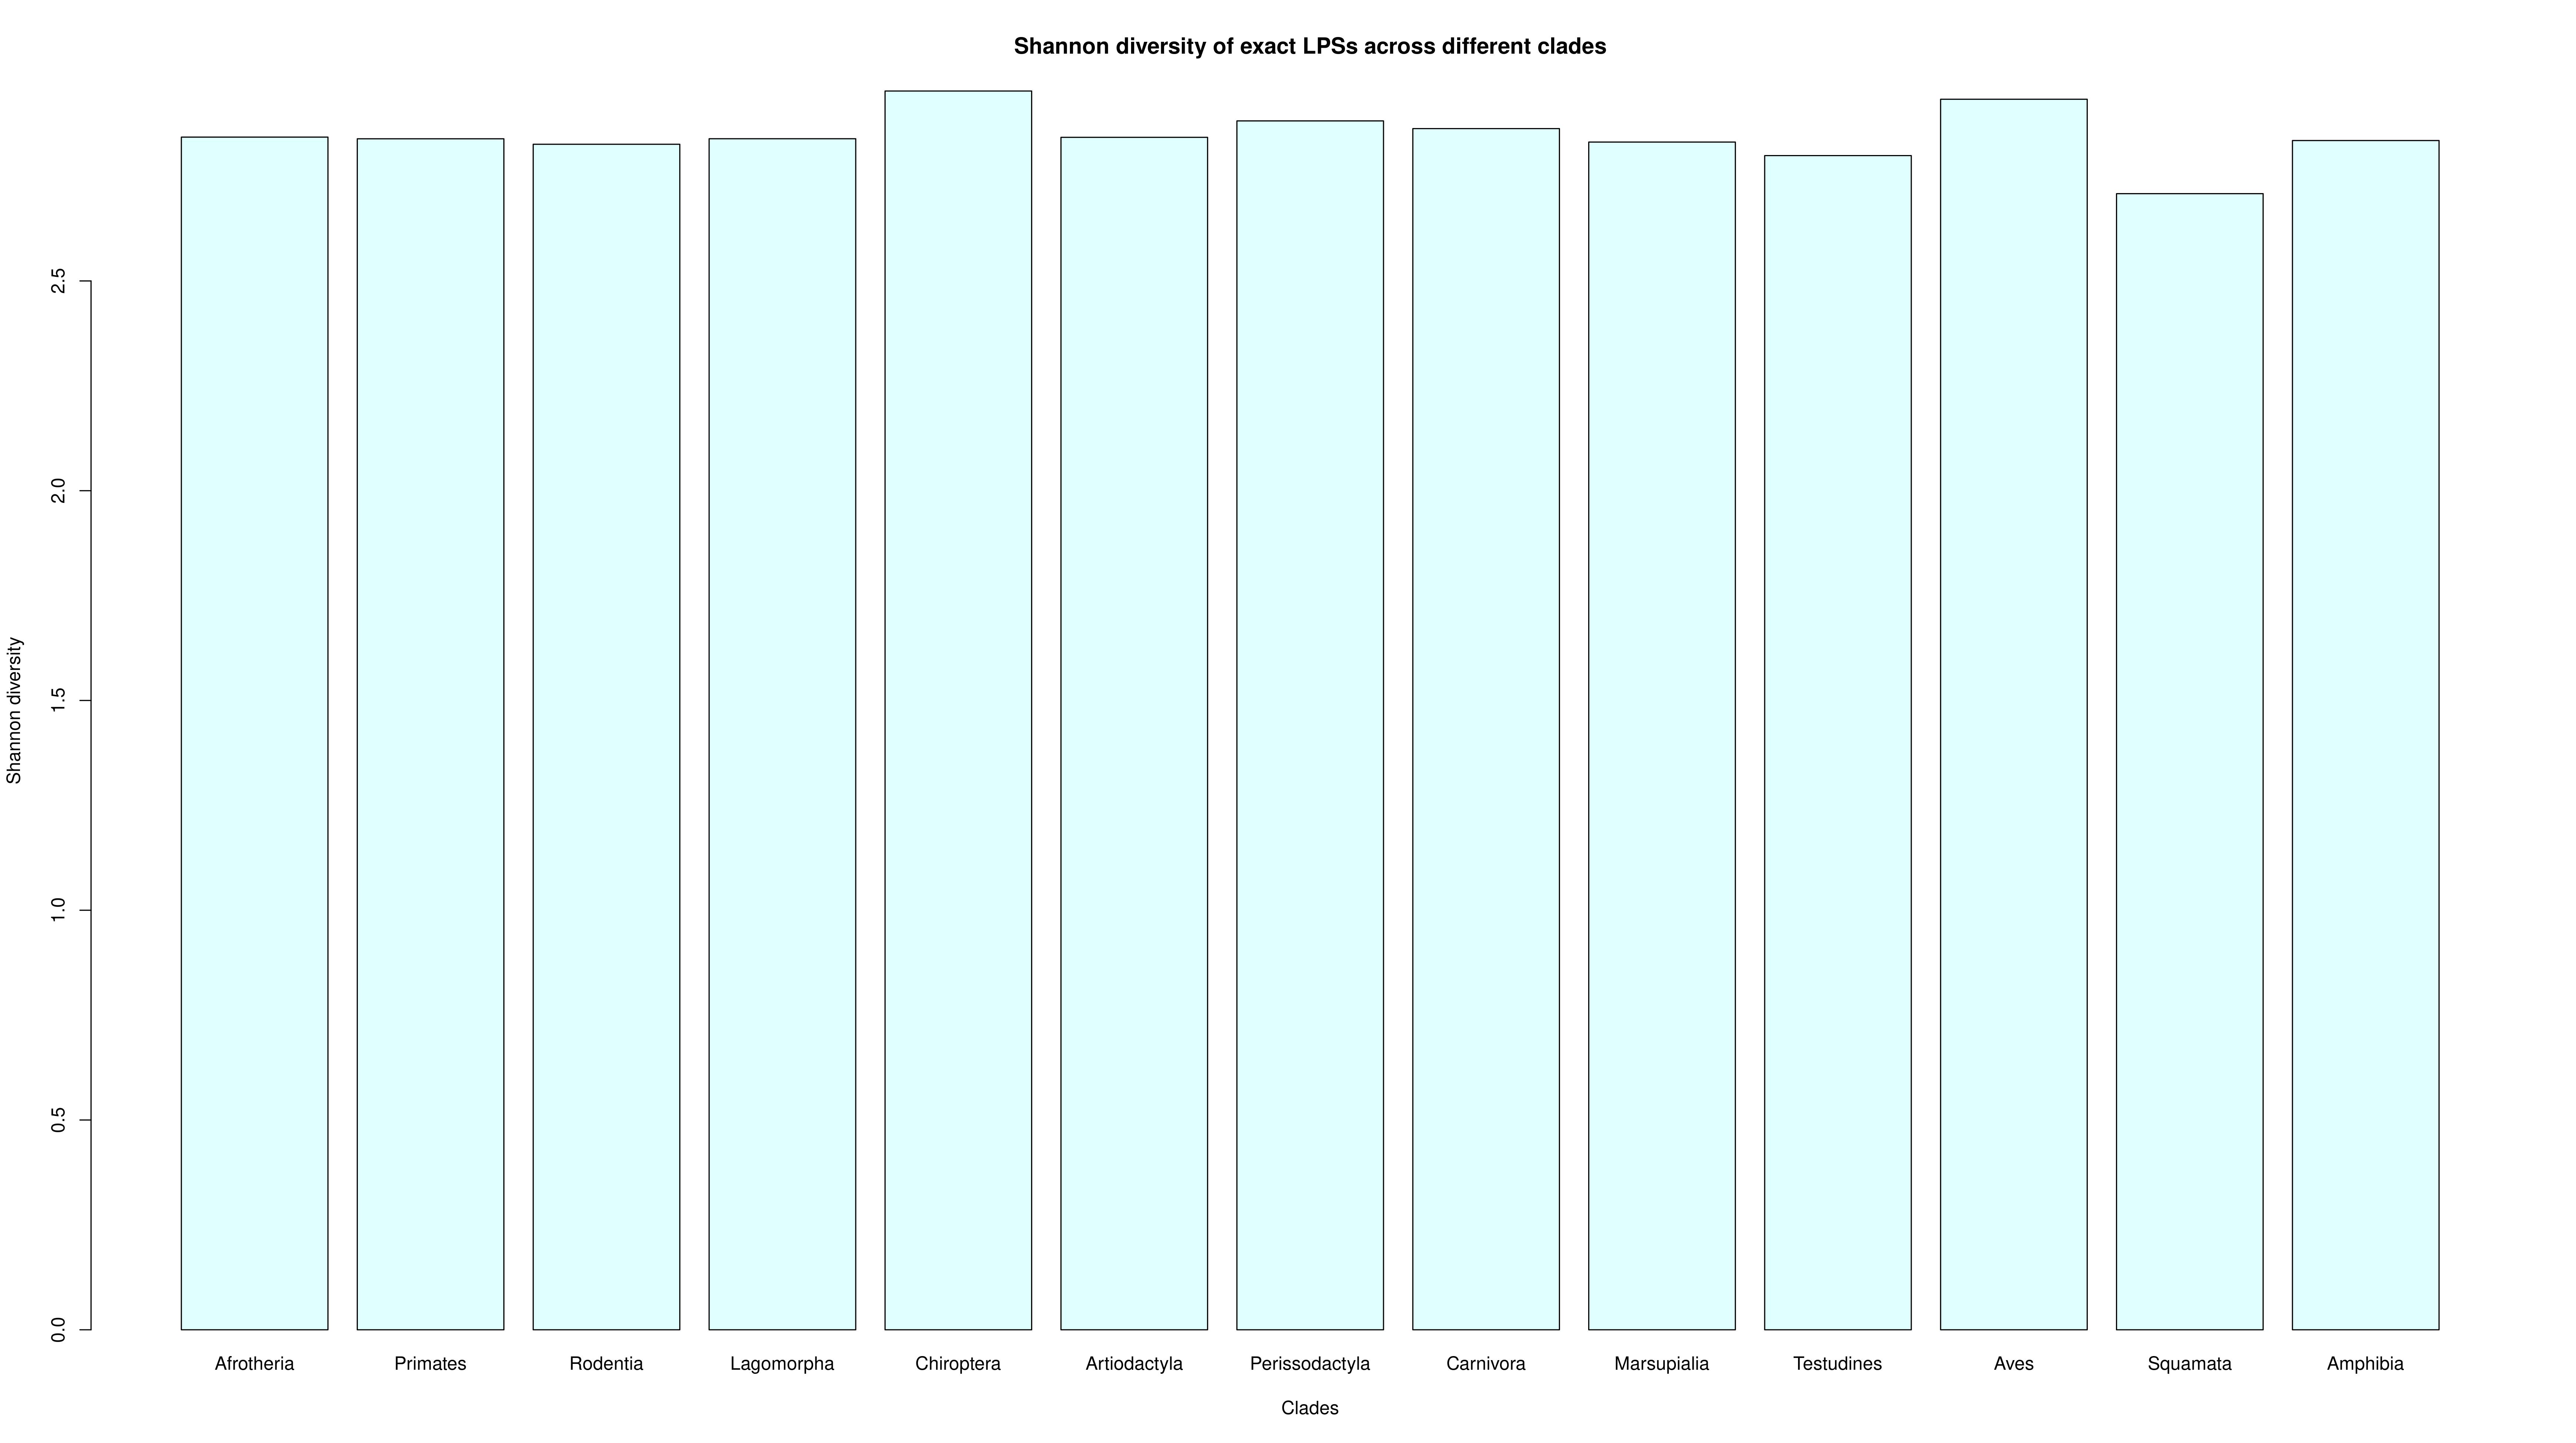 Shannon diversity of exact LPSs across different clades
Shannon diversity
2.5
2.0
1.5
1.0
0.5
0.0
Afrotheria Primates Rodentia Lagomorpha Chiroptera Artiodactyla Perissodactyla Carnivora Marsupialia Testudines Aves Squamata Amphibia
Clades